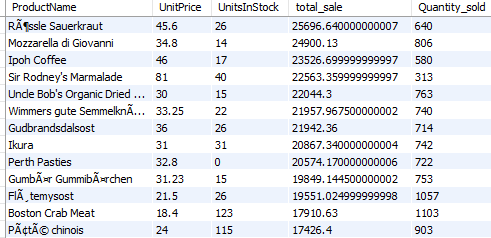 ProductName UnitPrice UnitsInStock total_sale Quantity_sold
RÃ¶ssle Sauerkraut 45.6 26 25696.640000000007 640
Mozzarella di Giovanni 34.8 14 24900.13 806
Ipoh Coffee 46 17 23526.699999999997 580
Sir Rodney's Marmalade 81 40 22563.359999999997 313
Uncle Bob's Organic Dried ... 30 15 22044.3 763
Wimmers gute SemmelknÃ... 33.25 22 21957.967500000002 740
Gudbrandsdalsost 36 26 21942.36 714
Ikura 31 31 20867.340000000004 742
Perth Pasties 32.8 0 20574.170000000006 722
GumbÃ¤r GummibÃ¤rchen 31.23 15 19849.144500000002 753
FlÃ¸temysost 21.5 26 19551.024999999998 1057
Boston Crab Meat 18.4 123 17910.63 1103
PÃ¢tÃ© chinois 24 115 17426.4 903